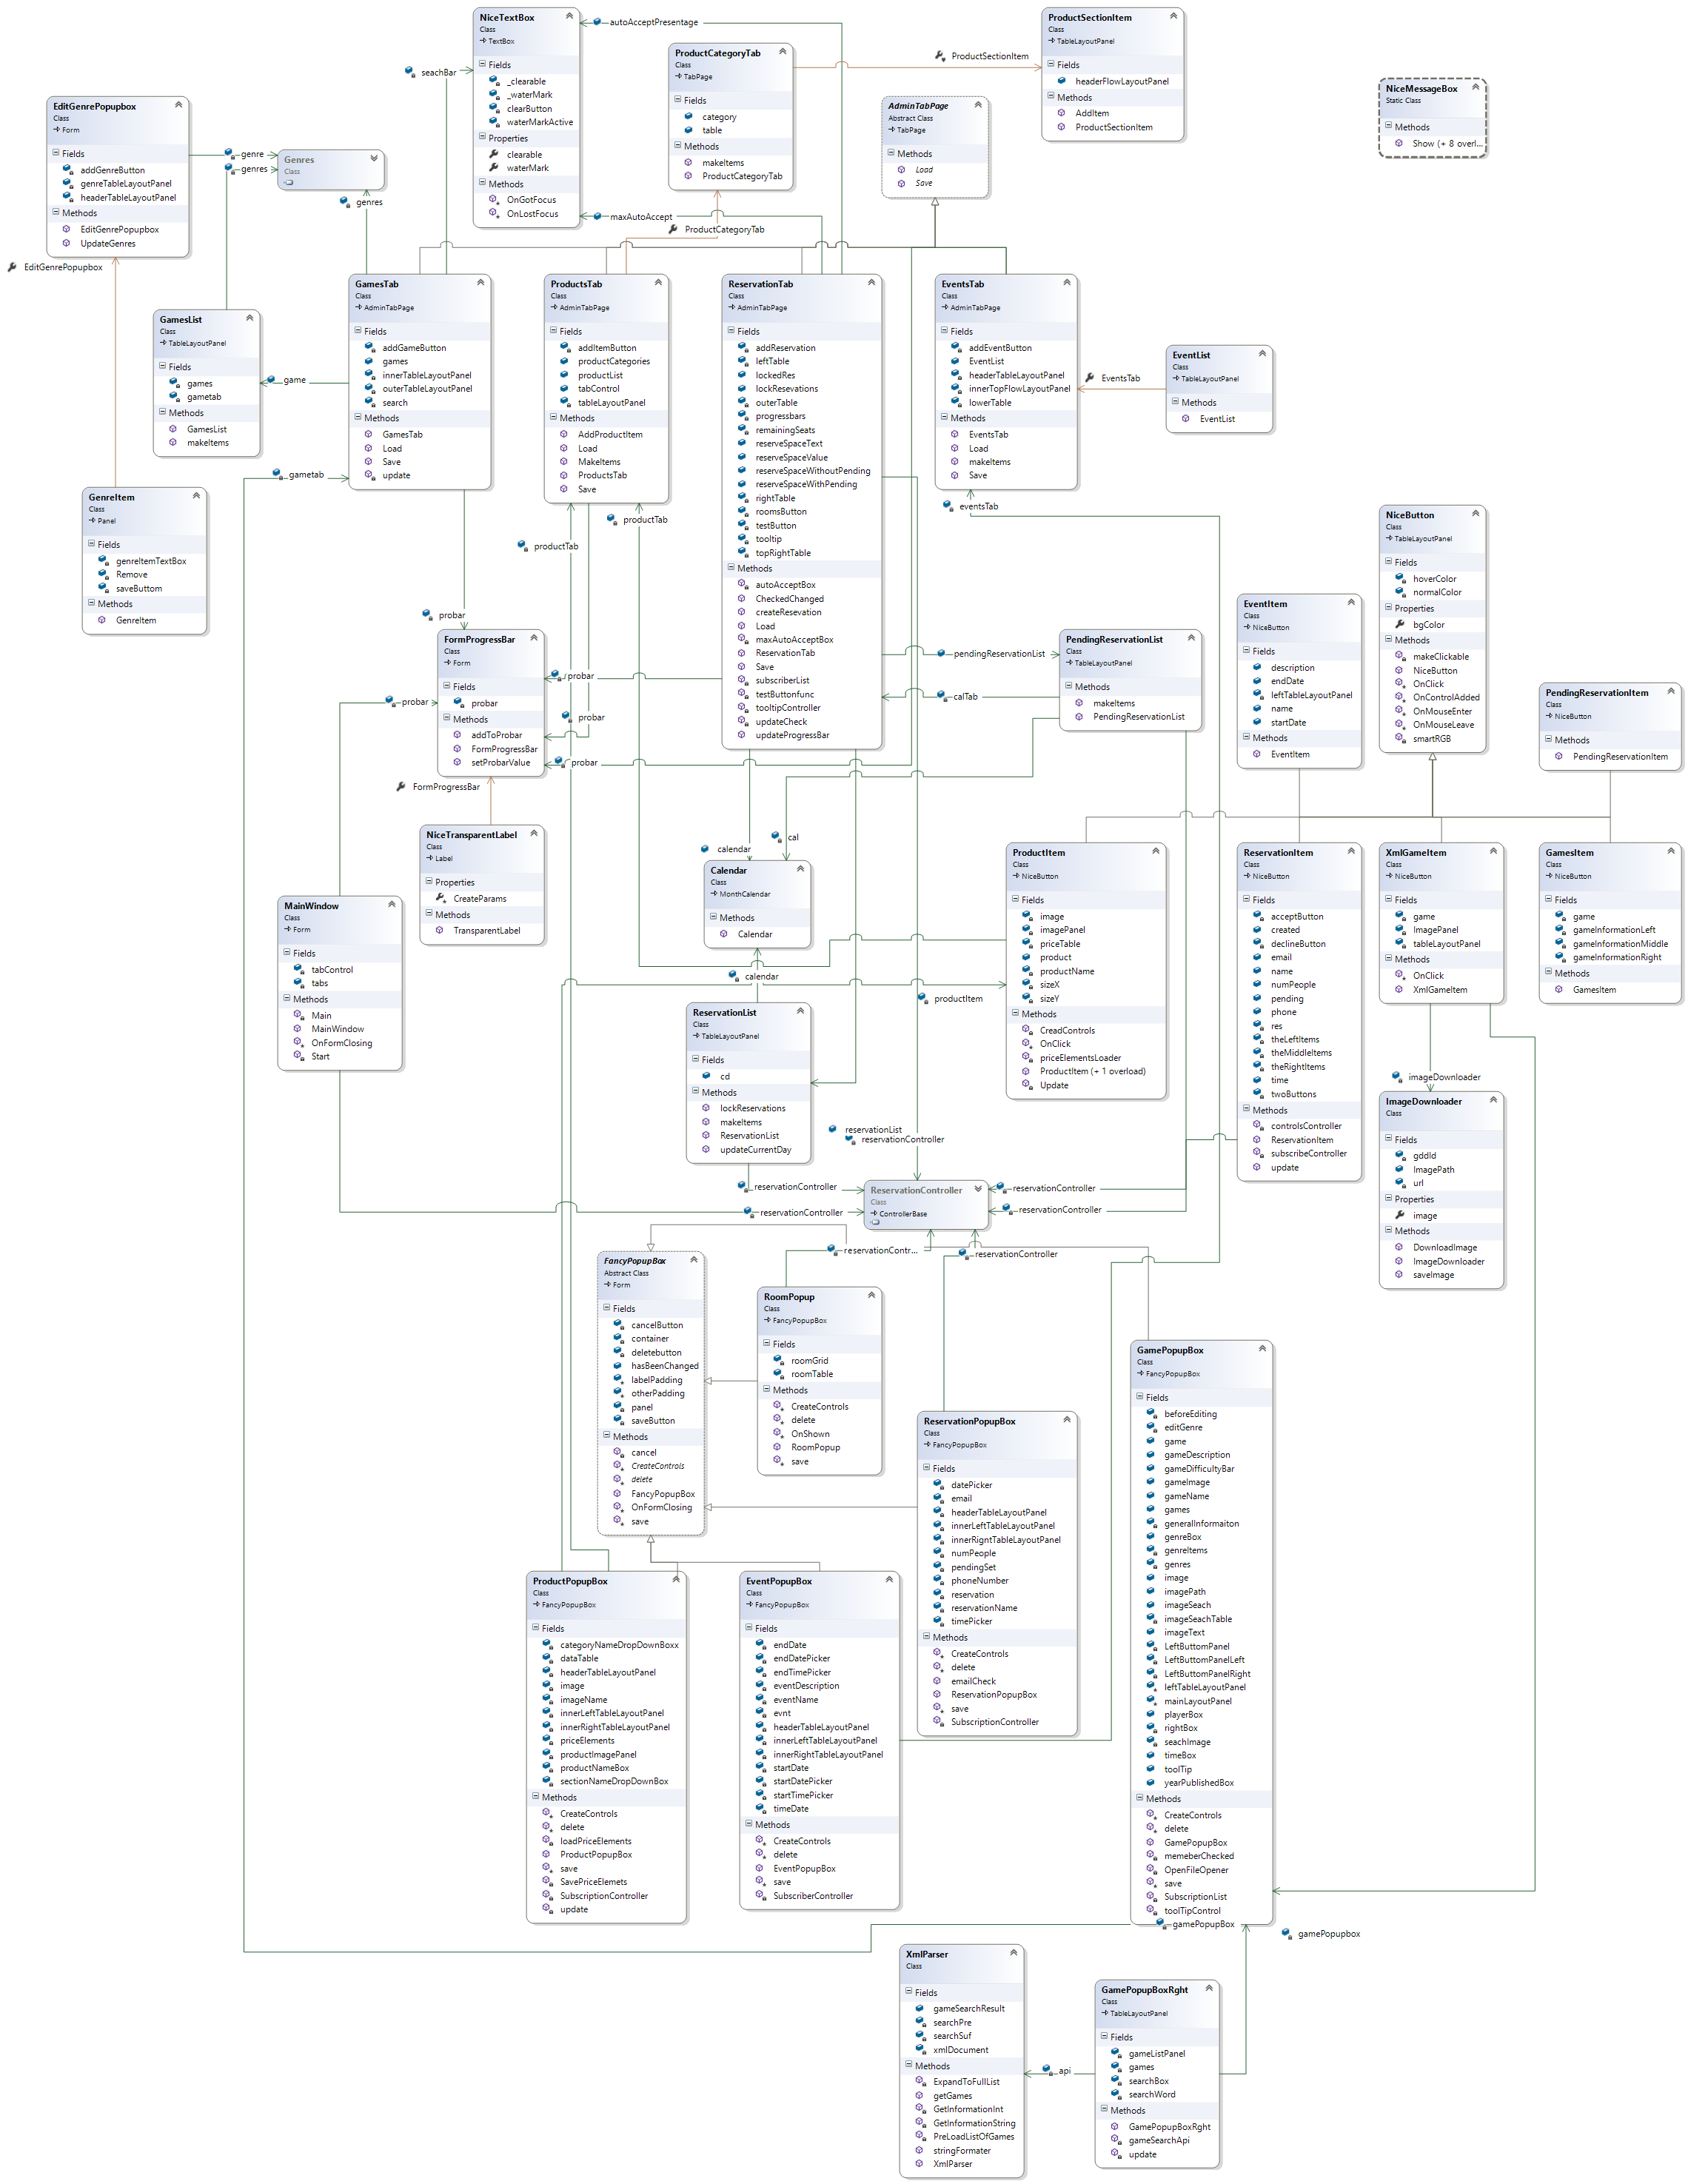 NiceTextBox
Class
TextBox
Fields
_clearable
_waterMark
clearButton
waterMarkActive
Properties
clearable
waterMark
Methods
OnGotFocus
OnLostFocus
autoAcceptPresentage
seachBar
maxAutoAccept
ProductCategoryTab
Class
TabPage
Fields
category
table
Methods
makeItems
ProductCategoryTab
ProductSectionItem
ProductCategoryTab
ProductSectionItem
Class
TableLayoutPanel
Fields
headerFlowLayoutPanel
Methods
AddItem
ProductSectionItem
AdminTabPage
Abstract Class
TabPage
Methods
Load
Save
NiceMessageBox
Static Class
Methods
Show (+ 8 overl...
EditGenrePopupbox
Class
Form
Fields
addGenreButton
genreTableLayoutPanel
headerTableLayoutPanel
Methods
EditGenrePopupbox
UpdateGenres
EditGenrePopupbox
genre
genres
Genres
Class
genres
GamesList
Class
TableLayoutPanel
Fields
games
gametab
Methods
GamesList
makeItems
game
gametab
GamesTab
Class
AdminTabPage
Fields
addGameButton
games
innerTableLayoutPanel
outerTableLayoutPanel
search
Methods
GamesTab
Load
Save
update
ProductsTab
Class
AdminTabPage
Fields
addItemButton
productCategories
productList
tabControl
tableLayoutPanel
Methods
AddProductItem
Load
MakeItems
ProductsTab
Save
productTab
productTab
ReservationTab
Class
AdminTabPage
Fields
addReservation
leftTable
lockedRes
lockResevations
outerTable
progressbars
remainingSeats
reserveSpaceText
reserveSpaceValue
reserveSpaceWithoutPending
reserveSpaceWithPending
rightTable
roomsButton
testButton
tooltip
topRightTable
Methods
autoAcceptBox
CheckedChanged
createResevation
Load
maxAutoAcceptBox
ReservationTab
Save
subscriberList
testButtonfunc
tooltipController
updateCheck
updateProgressBar
EventsTab
Class
AdminTabPage
Fields
addEventButton
EventList
headerTableLayoutPanel
innerTopFlowLayoutPanel
lowerTable
Methods
EventsTab
Load
makeItems
Save
EventsTab
eventsTab
EventList
Class
TableLayoutPanel
Methods
EventList
GenreItem
Class
Panel
Fields
genreItemTextBox
Remove
saveButtom
Methods
GenreItem
NiceButton
Class
TableLayoutPanel
Fields
hoverColor
normalColor
Properties
bgColor
Methods
makeClickable
NiceButton
OnClick
OnControlAdded
OnMouseEnter
OnMouseLeave
smartRGB
EventItem
Class
NiceButton
Fields
description
endDate
leftTableLayoutPanel
name
startDate
Methods
EventItem
PendingReservationItem
Class
NiceButton
Methods
PendingReservationItem
probar
FormProgressBar
Class
Form
Fields
probar
Methods
addToProbar
FormProgressBar
setProbarValue
probar
probar
probar
probar
FormProgressBar
pendingReservationList
calTab
PendingReservationList
Class
TableLayoutPanel
Methods
makeItems
PendingReservationList
NiceTransparentLabel
Class
Label
Properties
CreateParams
Methods
TransparentLabel
MainWindow
Class
Form
Fields
tabControl
tabs
Methods
Main
MainWindow
OnFormClosing
Start
calendar
cal
Calendar
Class
MonthCalendar
Methods
Calendar
calendar
ProductItem
Class
NiceButton
Fields
image
imagePanel
priceTable
product
productName
sizeX
sizeY
Methods
CreadControls
OnClick
priceElementsLoader
ProductItem (+ 1 overload)
Update
productItem
ReservationItem
Class
NiceButton
Fields
acceptButton
created
declineButton
email
name
numPeople
pending
phone
res
theLeftItems
theMiddleItems
theRightItems
time
twoButtons
Methods
controlsController
ReservationItem
subscribeController
update
XmlGameItem
Class
NiceButton
Fields
game
ImagePanel
tableLayoutPanel
Methods
OnClick
XmlGameItem
GamesItem
Class
NiceButton
Fields
game
gameInformationLeft
gameInformationMiddle
gameInformationRight
Methods
GamesItem
ReservationList
Class
TableLayoutPanel
Fields
cd
Methods
lockReservations
makeItems
ReservationList
updateCurrentDay
reservationList
reservationController
imageDownloader
ImageDownloader
Class
Fields
gddId
ImagePath
url
Properties
image
Methods
DownloadImage
ImageDownloader
saveImage
reservationController
reservationController
ReservationController
Class
ControllerBase
reservationController
reservationController
reservationContr...
reservationController
FancyPopupBox
Abstract Class
Form
Fields
cancelButton
container
deletebutton
hasBeenChanged
labelPadding
otherPadding
panel
saveButton
Methods
cancel
CreateControls
delete
FancyPopupBox
OnFormClosing
save
RoomPopup
Class
FancyPopupBox
Fields
roomGrid
roomTable
Methods
CreateControls
delete
OnShown
RoomPopup
save
ReservationPopupBox
Class
FancyPopupBox
Fields
datePicker
email
headerTableLayoutPanel
innerLeftTableLayoutPanel
innerRigntTableLayoutPanel
numPeople
pendingSet
phoneNumber
reservation
reservationName
timePicker
Methods
CreateControls
delete
emailCheck
ReservationPopupBox
save
SubscriptionController
GamePopupBox
Class
FancyPopupBox
Fields
beforeEditing
editGenre
game
gameDescription
gameDifficultyBar
gameImage
gameName
games
generalInformaiton
genreBox
genreItems
genres
image
imagePath
imageSeach
imageSeachTable
imageText
LeftButtomPanel
LeftButtomPanelLeft
LeftButtomPanelRight
leftTableLayoutPanel
mainLayoutPanel
playerBox
rightBox
seachImage
timeBox
toolTip
yearPublishedBox
Methods
CreateControls
delete
GamePopupBox
memeberChecked
OpenFileOpener
save
SubscriptionList
toolTipControl
gamePopupBox
gamePopupbox
ProductPopupBox
Class
FancyPopupBox
Fields
categoryNameDropDownBoxx
dataTable
headerTableLayoutPanel
image
imageName
innerLeftTableLayoutPanel
innerRightTableLayoutPanel
priceElements
productImagePanel
productNameBox
sectionNameDropDownBox
Methods
CreateControls
delete
loadPriceElements
ProductPopupBox
save
SavePriceElemets
SubscriptionController
update
EventPopupBox
Class
FancyPopupBox
Fields
endDate
endDatePicker
endTimePicker
eventDescription
eventName
evnt
headerTableLayoutPanel
innerLeftTableLayoutPanel
innerRightTableLayoutPanel
startDate
startDatePicker
startTimePicker
timeDate
Methods
CreateControls
delete
EventPopupBox
save
SubscriberController
XmlParser
Class
Fields
gameSearchResult
searchPre
searchSuf
xmlDocument
Methods
ExpandToFullList
getGames
GetInformationInt
GetInformationString
PreLoadListOfGames
stringFormater
XmlParser
api
GamePopupBoxRght
Class
TableLayoutPanel
Fields
gameListPanel
games
searchBox
searchWord
Methods
GamePopupBoxRght
gameSearchApi
update